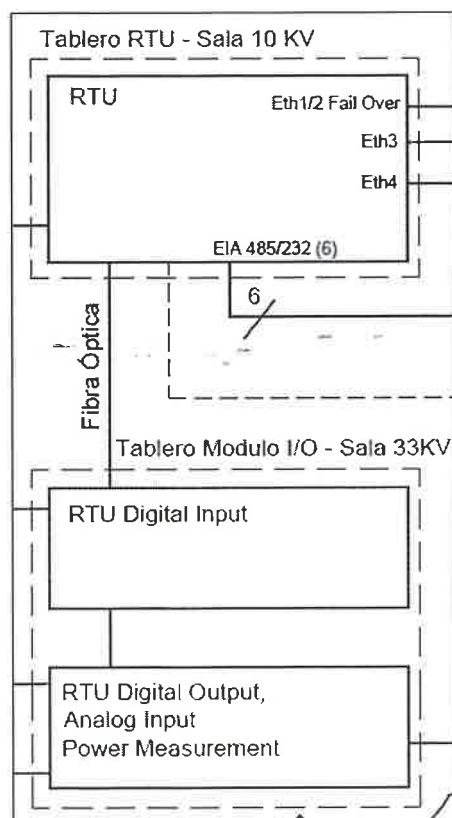 Tablero RTU - Sala 10 KV
RTU
Eth1/2 Fail Over
Eth3
Eth4
EIA 485/232 (6)
6
Fibra Óptica
Tablero Modulo I/O - Sala 33KV
RTU Digital Input
RTU Digital Output,
Analog Input
Power Measurement